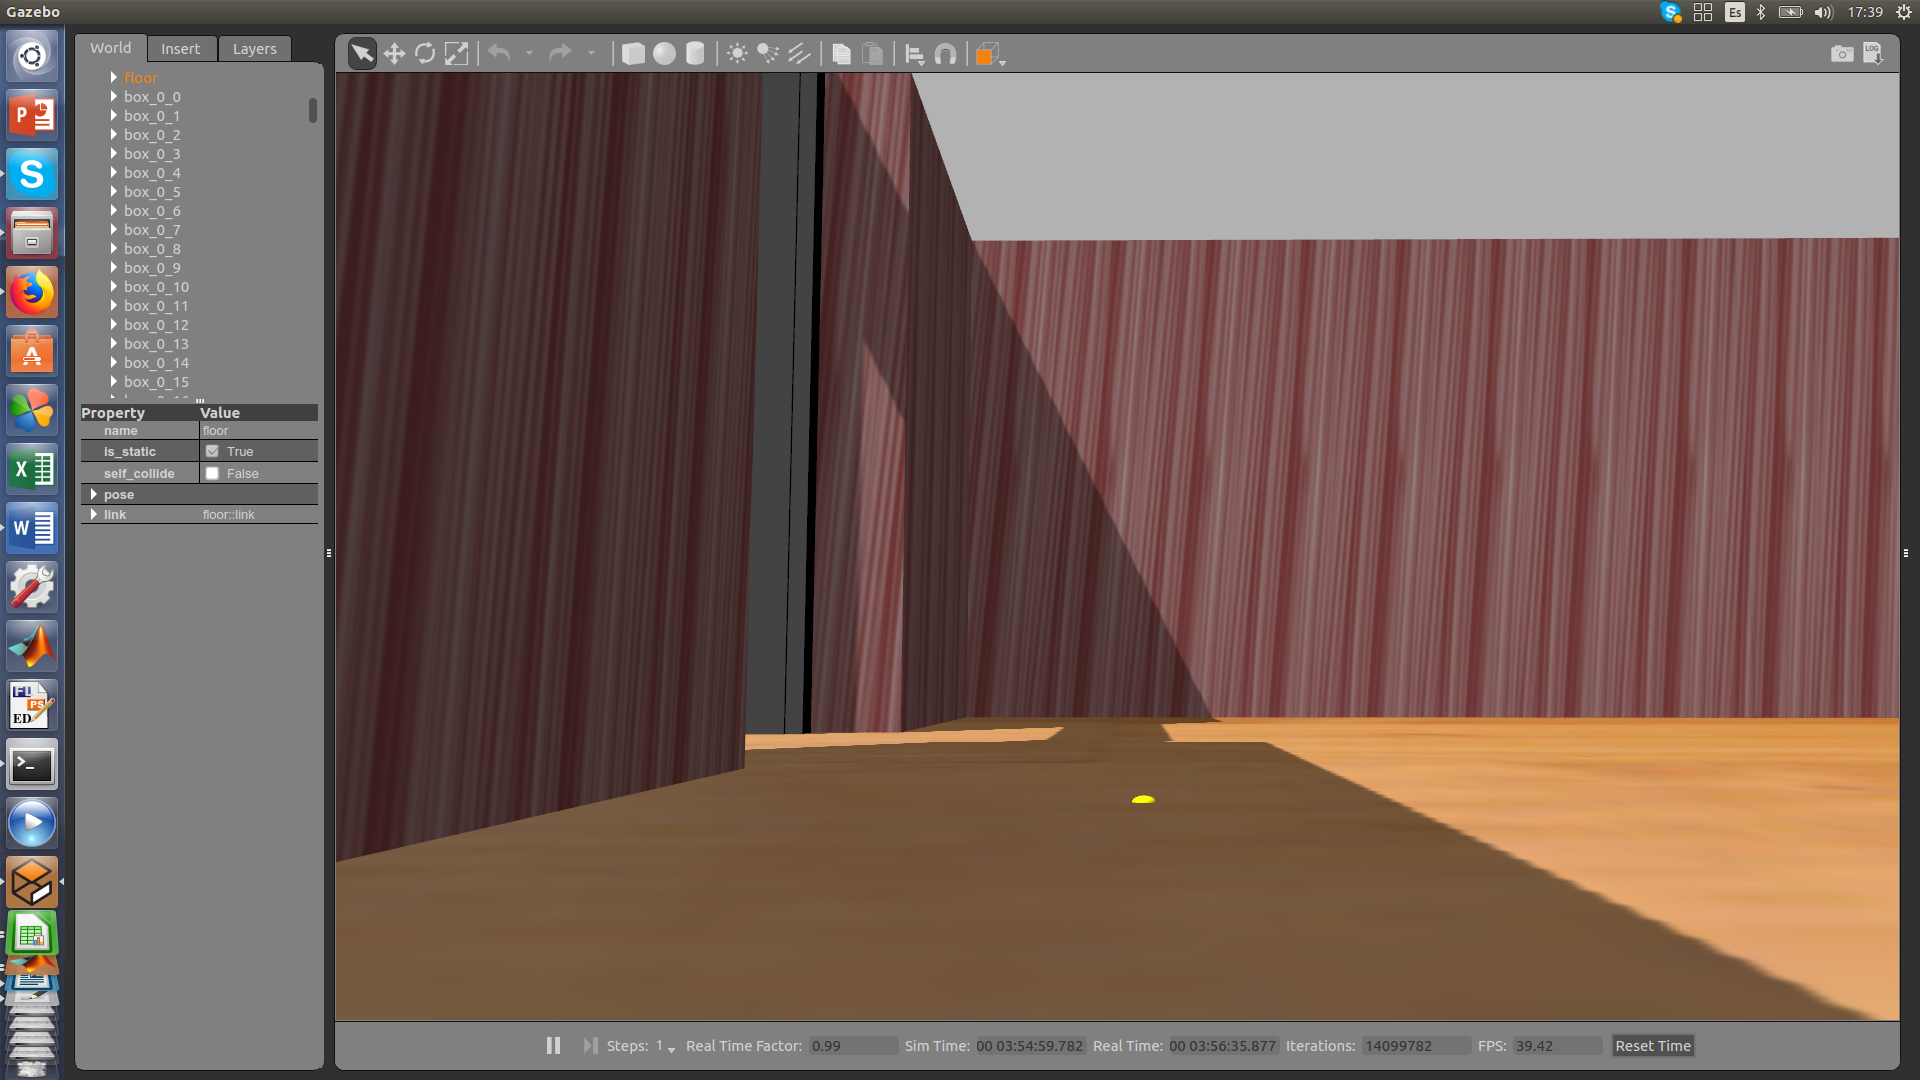 Gazebo
Es
17:39
World
Insert
Layers
LOG
floor
box_0_0
box_0_1
box_0_2
box_0_3
box_0_4
box_0_5
box_0_6
box_0_7
box_0_8
box_0_9
box_0_10
box_0_11
box_0_12
box_0_13
box_0_14
box_0_15
Property Value
name floor
is_static True
self_collide False
pose
link floor::link
Steps: 1 Real Time Factor: 0.99 Sim Time: 00 03:54:59.782 Real Time: 00 03:56:35.877 Iterations: 14099782 FPS: 39.42 Reset Time